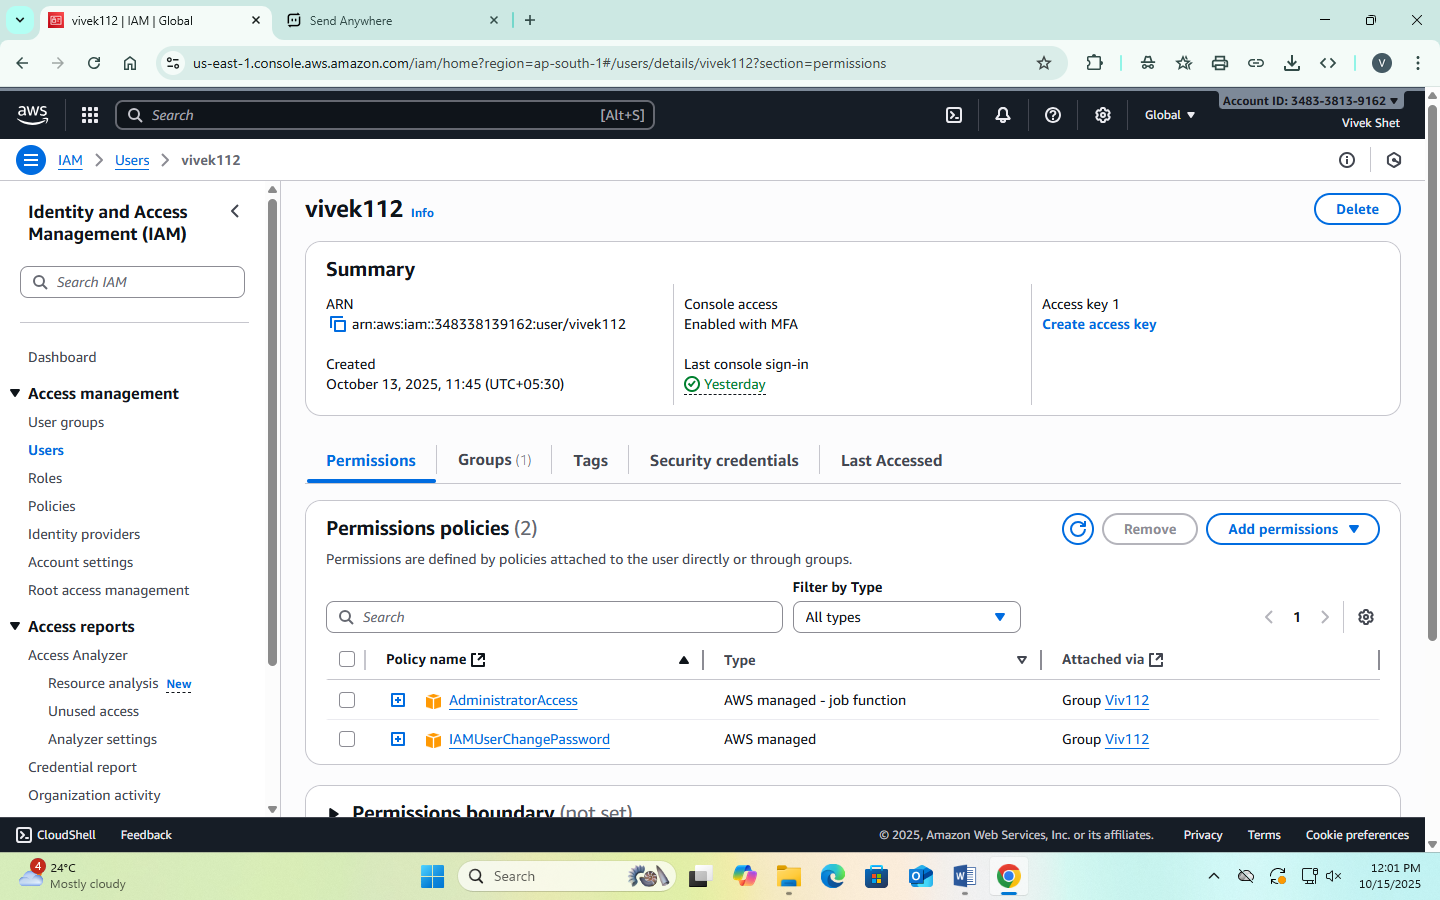 vivek112 | IAM | Global
Send Anywhere
us-east-1.console.aws.amazon.com/iam/home?region=ap-south-1#/users/details/vivek112?section=permissions
V
aws
Search
[Alt+S]
Global
Account ID: 3483-3813-9162
Vivek Shet
IAM
Users
vivek112
Identity and Access
Management (IAM)
Search IAM
Dashboard
Access management
User groups
Users
Roles
Policies
Identity providers
Account settings
Root access management
Access reports
Access Analyzer
Resource analysis New
Unused access
Analyzer settings
Credential report
Organization activity
vivek112 Info
Delete
Summary
ARN
arn:aws:iam::348338139162:user/vivek112
Created
October 13, 2025, 11:45 (UTC+05:30)
Console access
Enabled with MFA
Last console sign-in
Yesterday
Access key 1
Create access key
Permissions
Groups (1)
Tags
Security credentials
Last Accessed
Permissions policies (2)
Remove
Add permissions
Permissions are defined by policies attached to the user directly or through groups.
Filter by Type
Search
All types
1
Policy name
Type
Attached via
AdministratorAccess
AWS managed - job function
Group Viv112
IAMUserChangePassword
AWS managed
Group Viv112
Permissions boundary (not set)
CloudShell
Feedback
© 2025, Amazon Web Services, Inc. or its affiliates.
Privacy
Terms
Cookie preferences
4
24°C
Mostly cloudy
Search
12:01 PM
10/15/2025